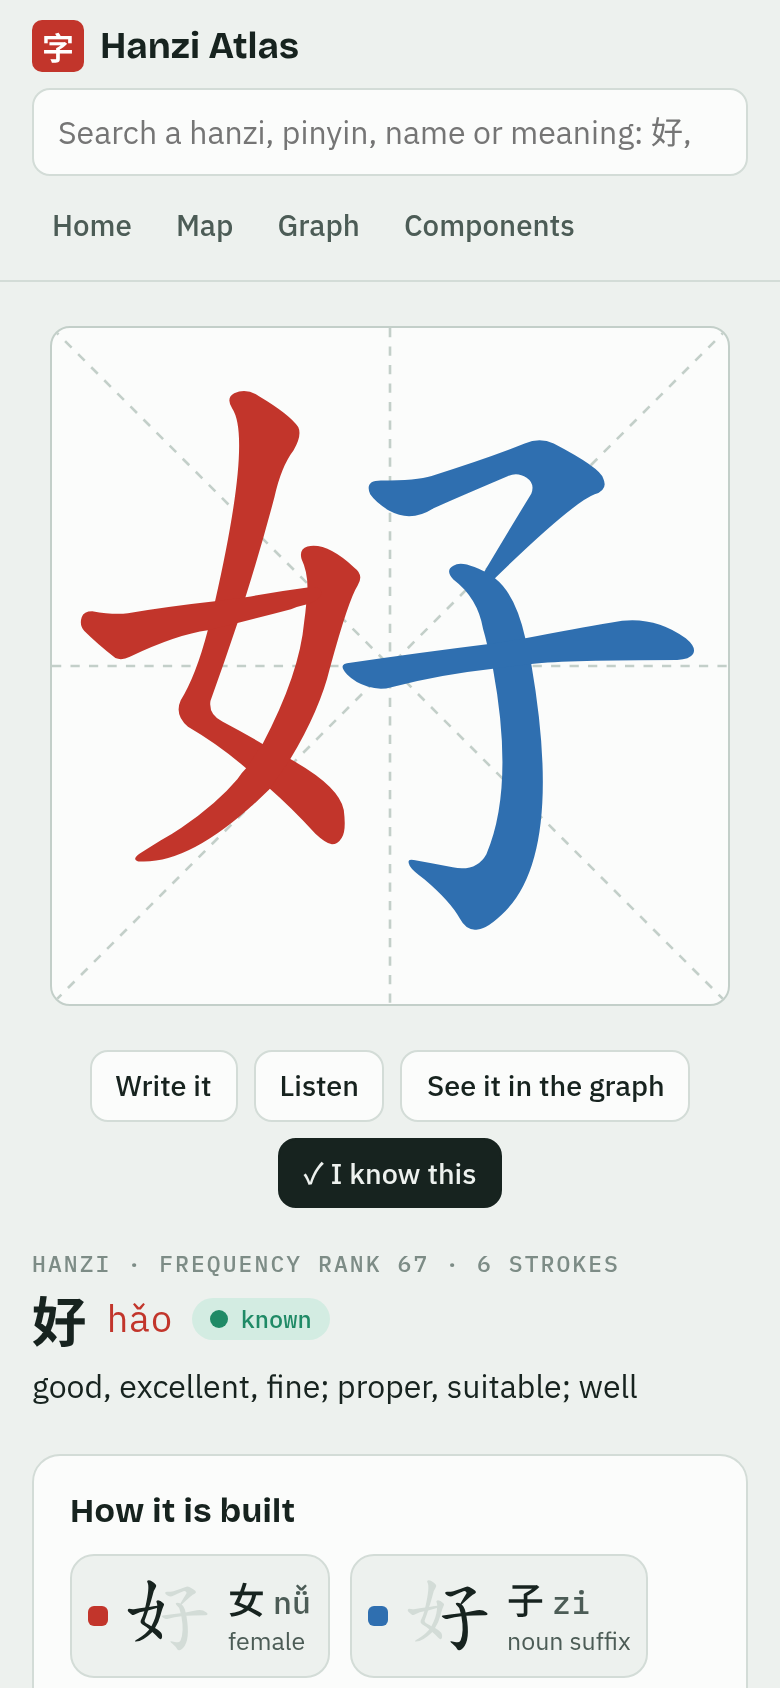 字 Hanzi Atlas
Search a hanzi, pinyin, name or meaning: 好,
Home Map Graph Components
好
Write it Listen See it in the graph
✓ I know this
HANZI · FREQUENCY RANK 67 · 6 STROKES
好 hǎo known
good, excellent, fine; proper, suitable; well
How it is built
好 女 nǚ 好 子 zi
female noun suffix